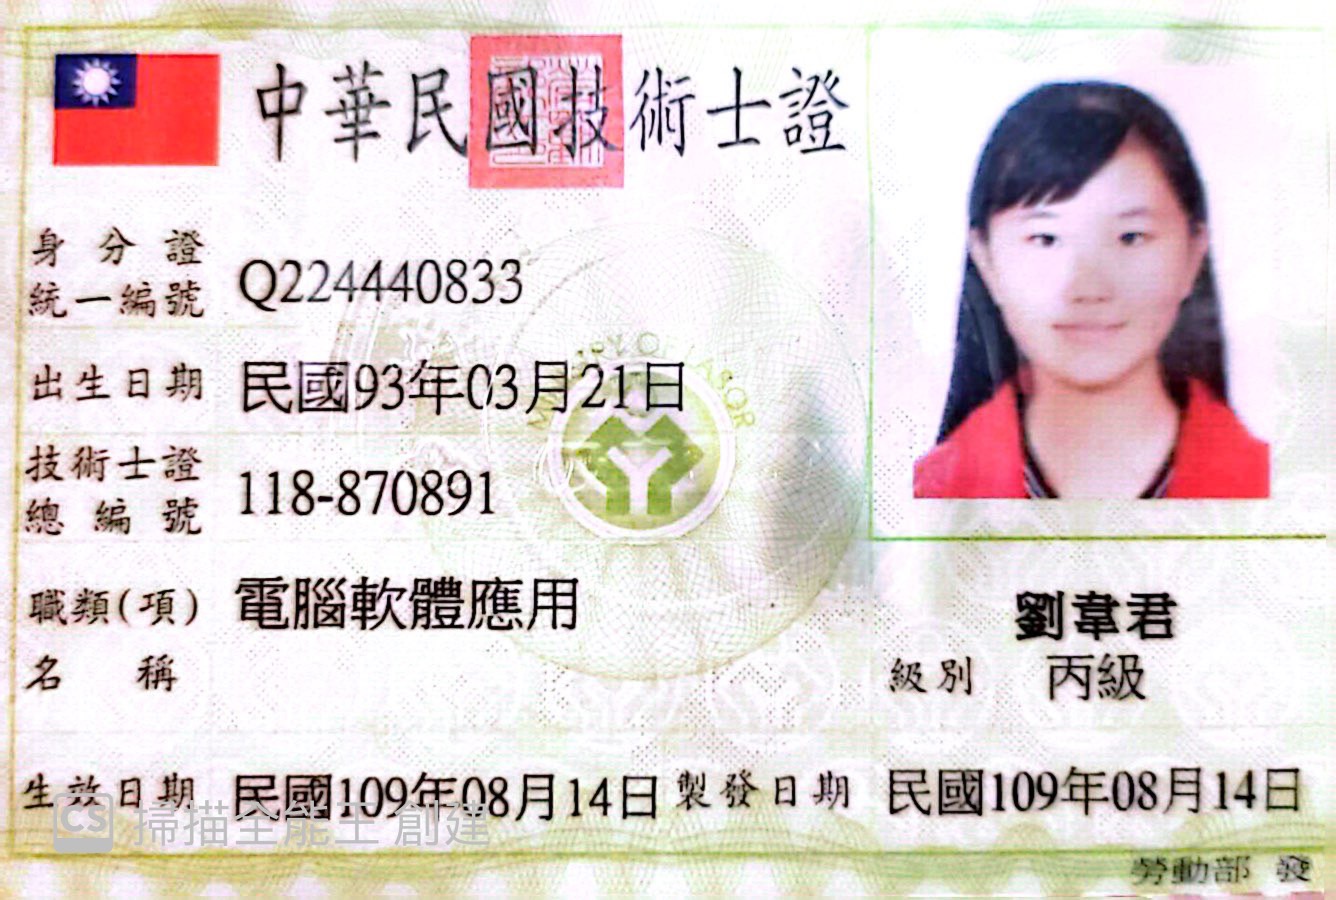 中華民國技術士證
身分證
統一編號 Q224440833
出生日期 民國93年03月21日
技術士證
總編號 118-870891
職類(項) 電腦軟體應用
名稱
劉韋君
級別 丙級
生效日期 民國109年08月14日 製發日期 民國109年08月14日
CS 掃描全能王 創建
勞動部 發